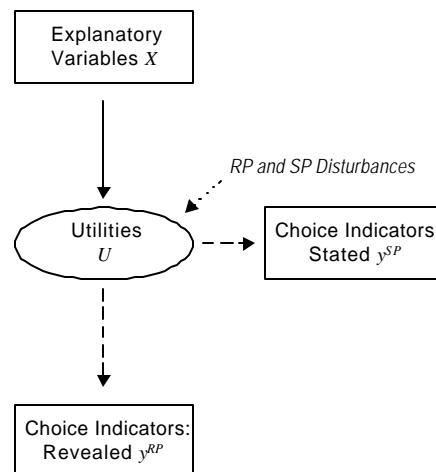 Explanatory
Variables X
RP and SP Disturbances
Utilities
U
Choice Indicators:
Stated y^SP
Choice Indicators:
Revealed y^RP